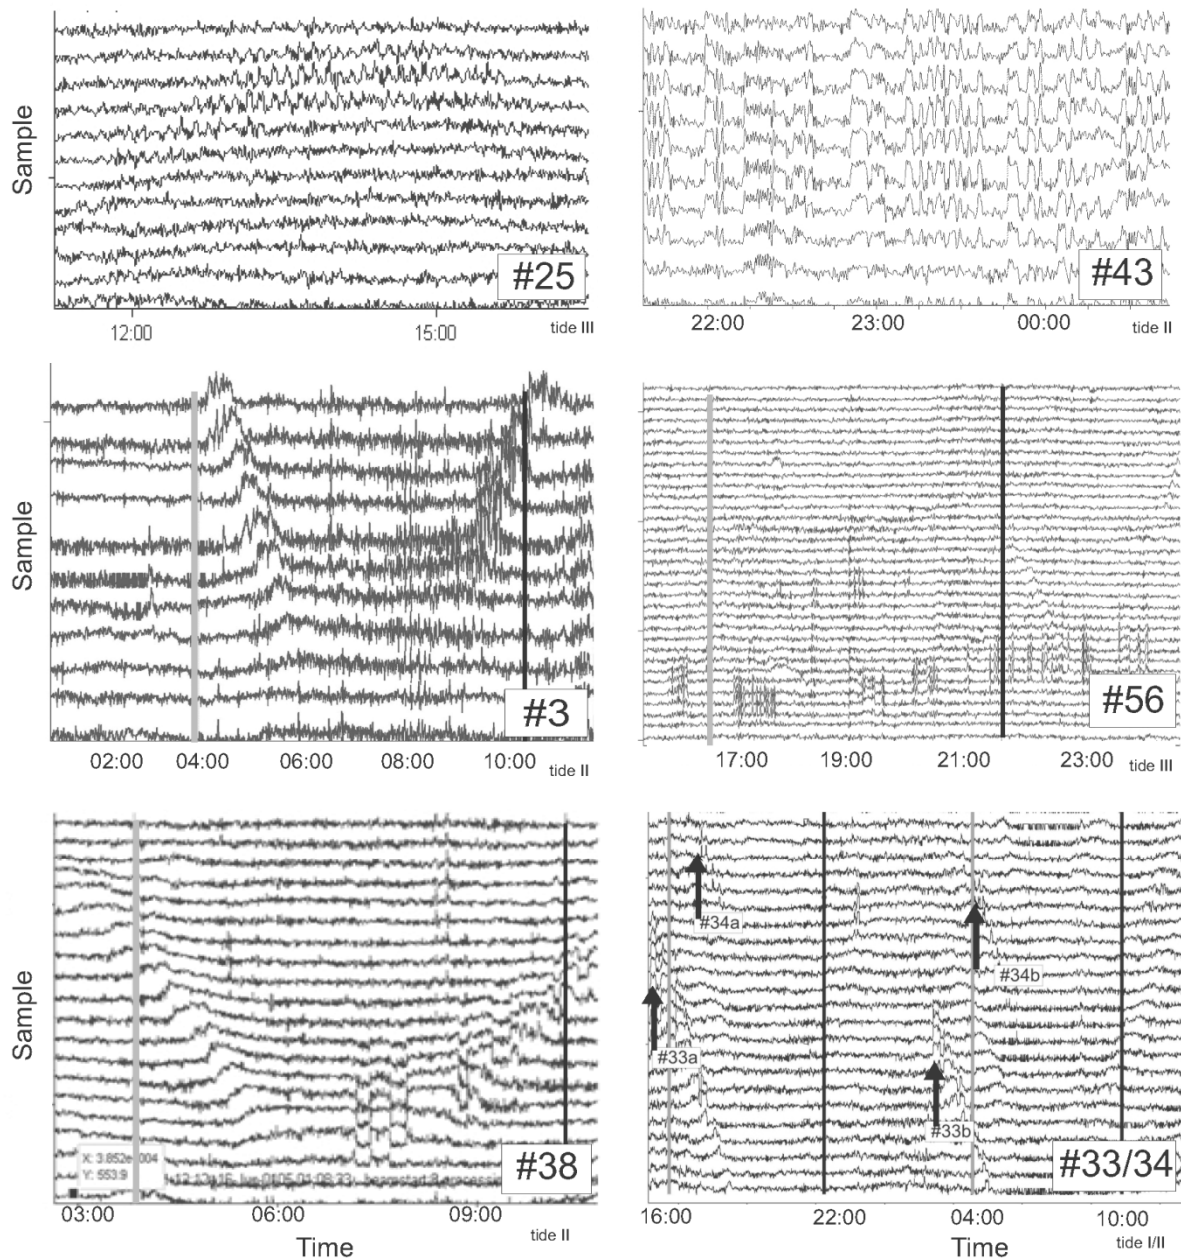 Sample
#25
12:00 15:00 tide III
#43
22:00 23:00 00:00 tide II
Sample
#3
02:00 04:00 06:00 08:00 10:00 tide II
#56
17:00 19:00 21:00 23:00 tide III
Sample
X: 3.852e+004
Y: 553.9
#38
03:00 06:00 09:00 tide II
Time
#34a
#34b
#33a
#33b
#33/34
16:00 22:00 04:00 10:00 tide I/II
Time